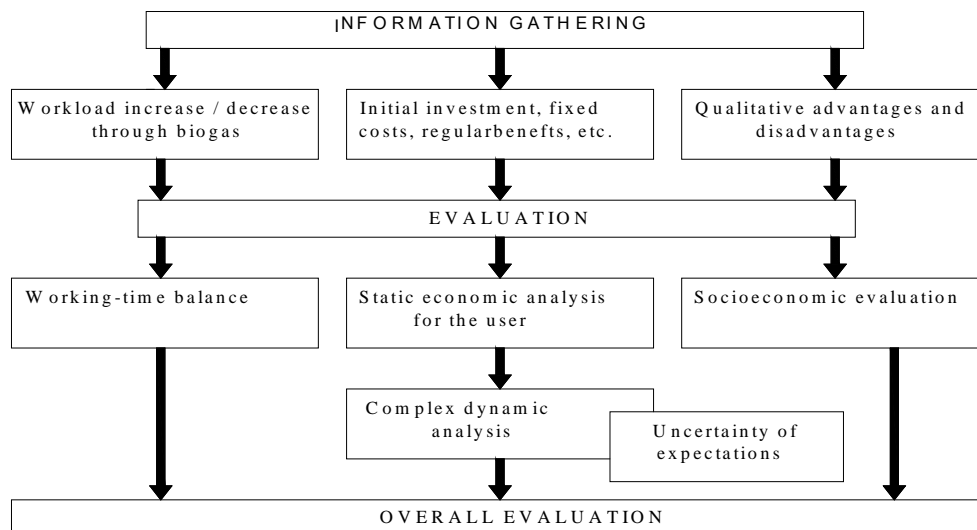 INFORMATION GATHERING
Workload increase / decrease
through biogas
Initial investment, fixed
costs, regularbenefts, etc.
Qualitative advantages and
disadvantages
EVALUATION
Working-time balance
Static economic analysis
for the user
Socioeconomic evaluation
Complex dynamic
analysis
Uncertainty of
expectations
OVERALL EVALUATION